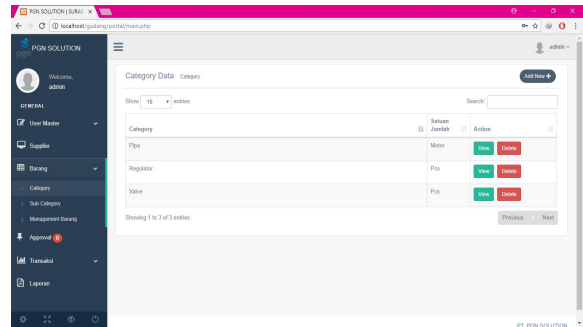 PGN SOLUTION | SURA
localhost/gudang/portal/main.php
PGN SOLUTION
admin
Welcome,
admin
GENERAL
User Master
Supplier
Barang
Category
Sub Category
Management Barang
Approval 0
Transaksi
Laporan
Category Data Category
Add New +
Show 10 entries
Search:
Category Satuan Jumlah Action
Pipa Meter View Delete
Regulator Pcs View Delete
Valve Pcs View Delete
Showing 1 to 3 of 3 entries
Previous Next
PT. PGN SOLUTION